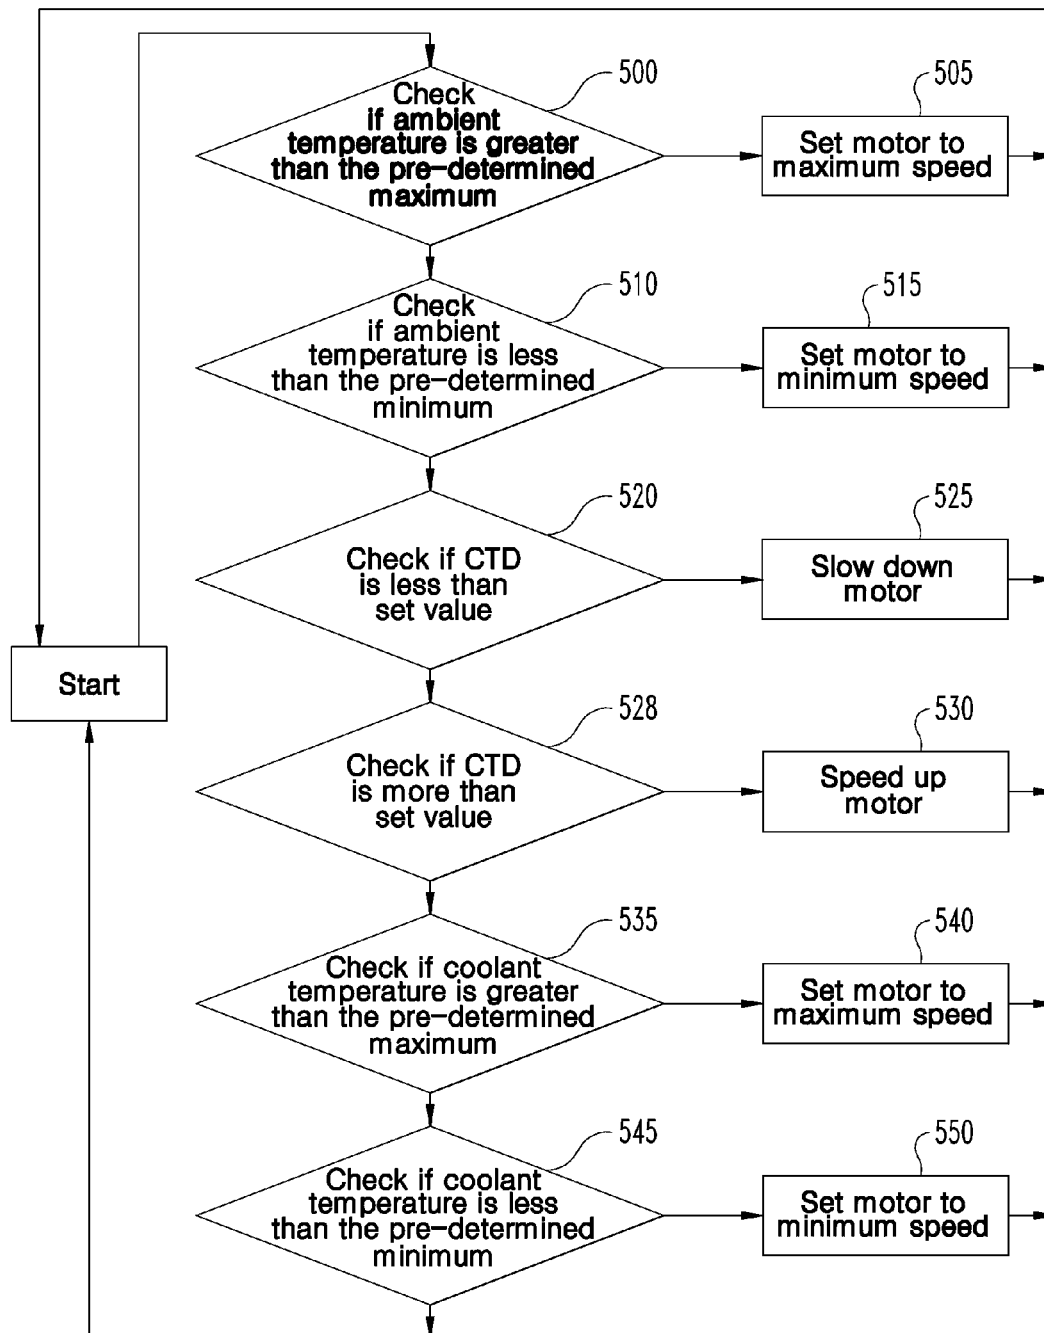 500
Check
if ambient
temperature is greater
than the pre-determined
maximum
505
Set motor to
maximum speed
510
Check
if ambient
temperature is less
than the pre-determined
minimum
515
Set motor to
minimum speed
520
Check if CTD
is less than
set value
525
Slow down
motor
Start
528
Check if CTD
is more than
set value
530
Speed up
motor
535
Check if coolant
temperature is greater
than the pre-determined
maximum
540
Set motor to
maximum speed
545
Check if coolant
temperature is less
than the pre-determined
minimum
550
Set motor to
minimum speed